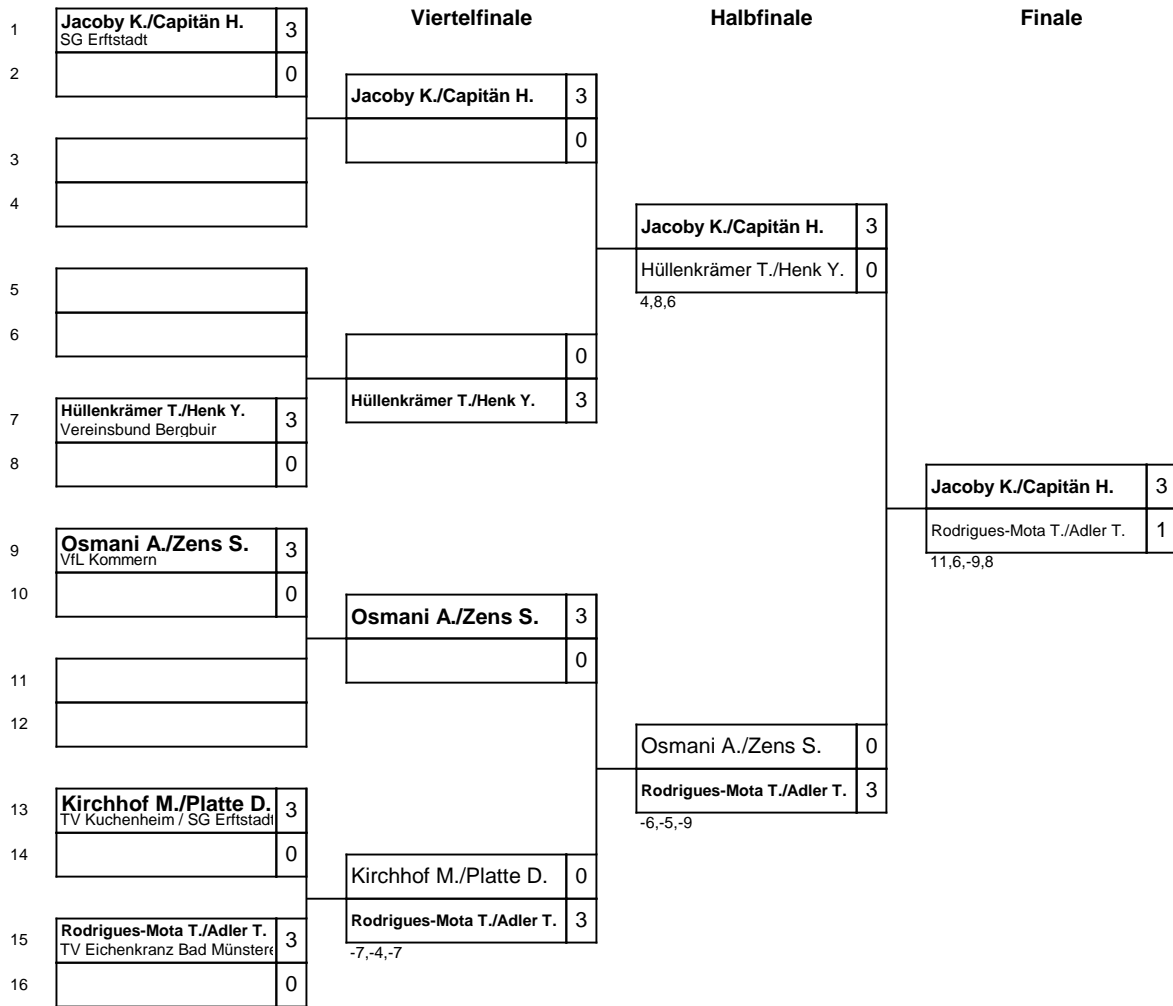 Viertelfinale
Halbfinale
Finale
1
Jacoby K./Capitän H.
3
SG Erftstadt
2
0
Jacoby K./Capitän H.
3
0
3
4
Jacoby K./Capitän H.
3
Hüllenkrämer T./Henk Y.
0
4,8,6
5
6
0
Hüllenkrämer T./Henk Y.
3
7
Hüllenkrämer T./Henk Y.
3
Vereinsbund Bergbuir
8
0
Jacoby K./Capitän H.
3
Rodrigues-Mota T./Adler T.
1
11,6,-9,8
9
Osmani A./Zens S.
3
VfL Kommern
10
0
Osmani A./Zens S.
3
0
11
12
Osmani A./Zens S.
0
Rodrigues-Mota T./Adler T.
3
-6,-5,-9
13
Kirchhof M./Platte D.
3
TV Kuchenheim / SG Erftstadt
14
0
Kirchhof M./Platte D.
0
Rodrigues-Mota T./Adler T.
3
-7,-4,-7
15
Rodrigues-Mota T./Adler T.
3
TV Eichenkranz Bad Münstere
16
0